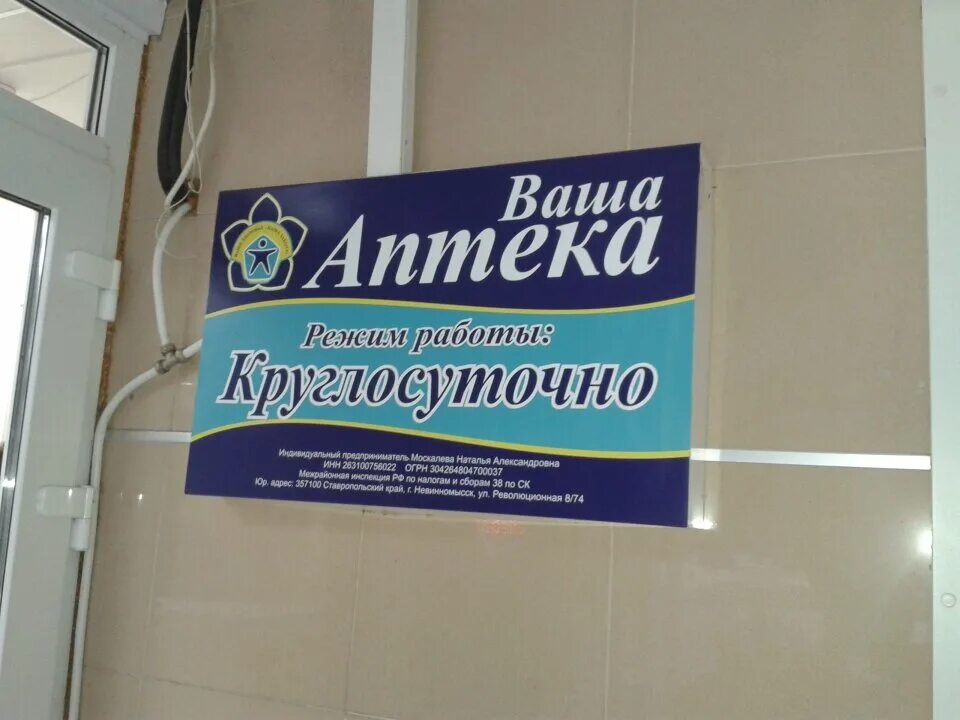 Ваша
Аптека
Режим работы:
Круглосуточно
Индивидуальный предприниматель Москалева Наталья Александровна
ИНН 263100756022 ОГРН 304264804700037
Межрайонная инспекция РФ по налогам и сборам 38 по СК
Юр. адрес: 357100 Ставропольский край, г. Невинномысск, ул. Революционная 8/74